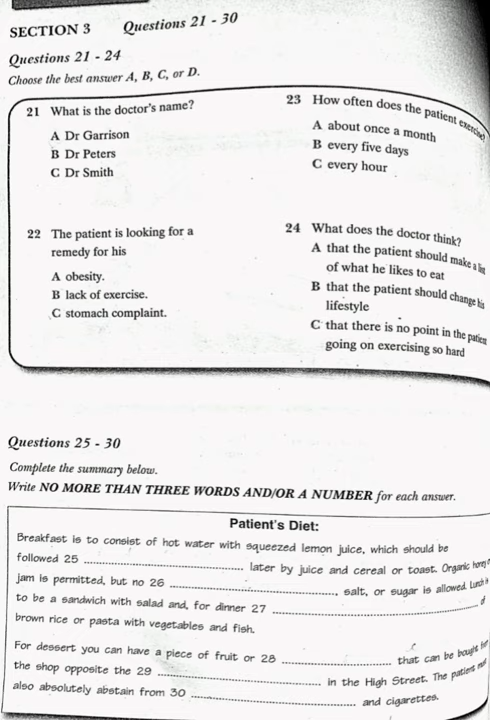 SECTION 3 Questions 21 - 30
Questions 21 - 24
Choose the best answer A, B, C, or D.
21 What is the doctor's name?
A Dr Garrison
B Dr Peters
C Dr Smith
22 The patient is looking for a
remedy for his
A obesity.
B lack of exercise.
C stomach complaint.
23 How often does the patient exercise?
A about once a month
B every five days
C every hour
24 What does the doctor think?
A that the patient should make a list
of what he likes to eat
B that the patient should change his
lifestyle
C that there is no point in the patient
going on exercising so hard
Questions 25 - 30
Complete the summary below.
Write NO MORE THAN THREE WORDS AND/OR A NUMBER for each answer.
Patient's Diet:
Breakfast is to consist of hot water with squeezed lemon juice, which should be
followed 25 .................... later by juice and cereal or toast. Organic honey
jam is permitted, but no 26 .................... , salt, or sugar is allowed. Lunch is
to be a sandwich with salad and, for dinner 27 .................... of
brown rice or pasta with vegetables and fish.
For dessert you can have a piece of fruit or 28 .................... that can be bought from
the shop opposite the 29 .................... in the High Street. The patient must
also absolutely abstain from 30 .................... and cigarettes.